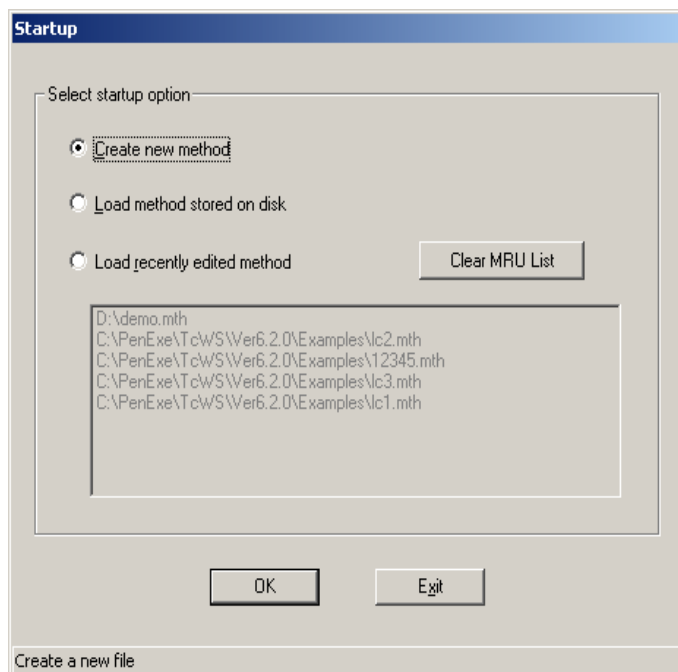 Startup
Select startup option
Create new method
Load method stored on disk
Load recently edited method
Clear MRU List
D:\demo.mth
C:\PenExe\TcWS\Ver6.2.0\Examples\lc2.mth
C:\PenExe\TcWS\Ver6.2.0\Examples\12345.mth
C:\PenExe\TcWS\Ver6.2.0\Examples\lc3.mth
C:\PenExe\TcWS\Ver6.2.0\Examples\lc1.mth
OK
Exit
Create a new file